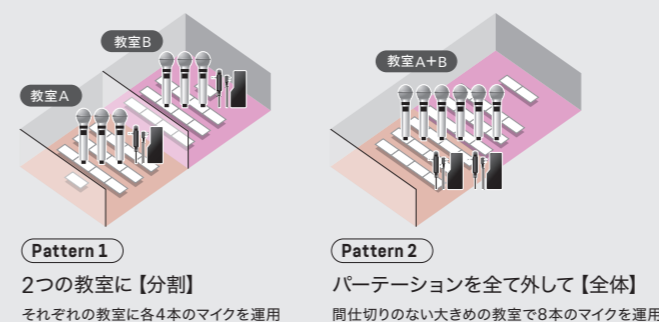 教室B
教室A
Pattern 1
2つの教室に【分割】
それぞれの教室に各4本のマイクを運用
教室A+B
Pattern 2
パーテーションを全て外して【全体】
間仕切りのない大きめの教室で8本のマイクを運用